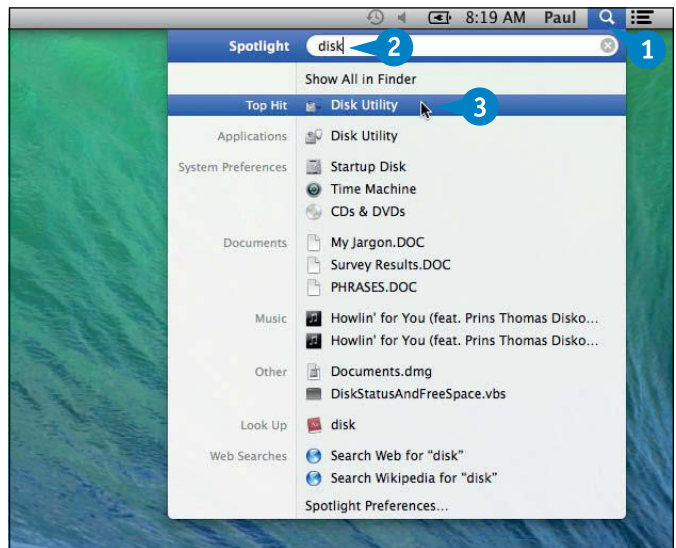 8:19 AM Paul
1
Spotlight disk 2
Show All in Finder
Top Hit Disk Utility 3
Applications Disk Utility
System Preferences Startup Disk
Time Machine
CDs & DVDs
Documents My Jargon.DOC
Survey Results.DOC
PHRASES.DOC
Music Howlin' for You (feat. Prins Thomas Disko...
Howlin' for You (feat. Prins Thomas Disko...
Other Documents.dmg
DiskStatusAndFreeSpace.vbs
Look Up disk
Web Searches Search Web for “disk”
Search Wikipedia for “disk”
Spotlight Preferences...